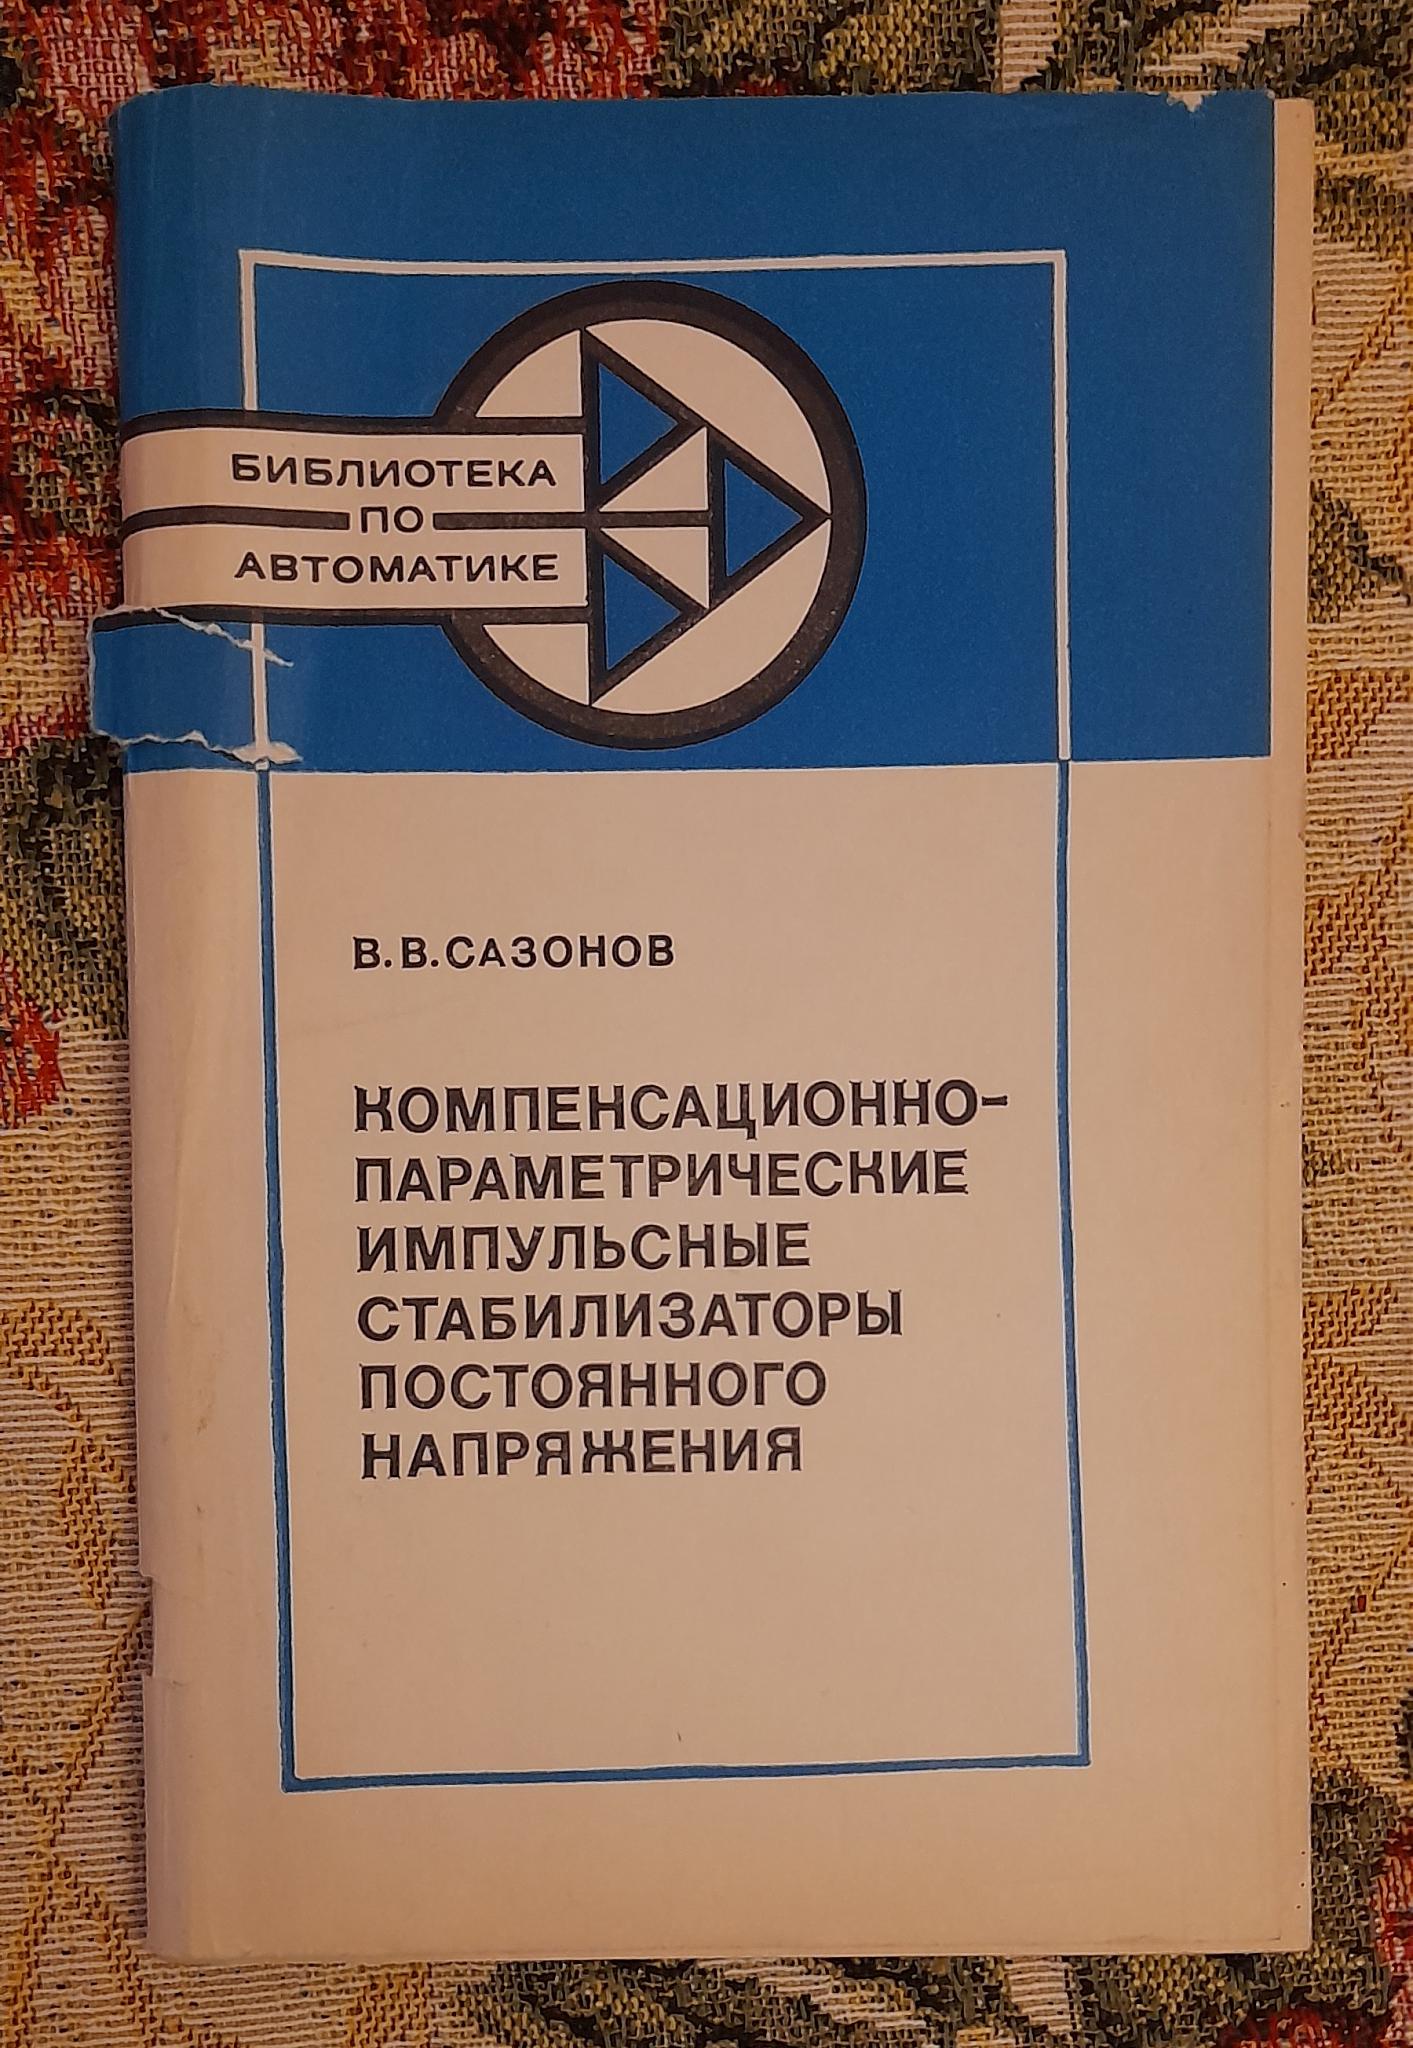 БИБЛИОТЕКА
ПО
АВТОМАТИКЕ
В.В.САЗОНОВ
КОМПЕНСАЦИОННО-
ПАРАМЕТРИЧЕСКИЕ
ИМПУЛЬСНЫЕ
СТАБИЛИЗАТОРЫ
ПОСТОЯННОГО
НАПРЯЖЕНИЯ